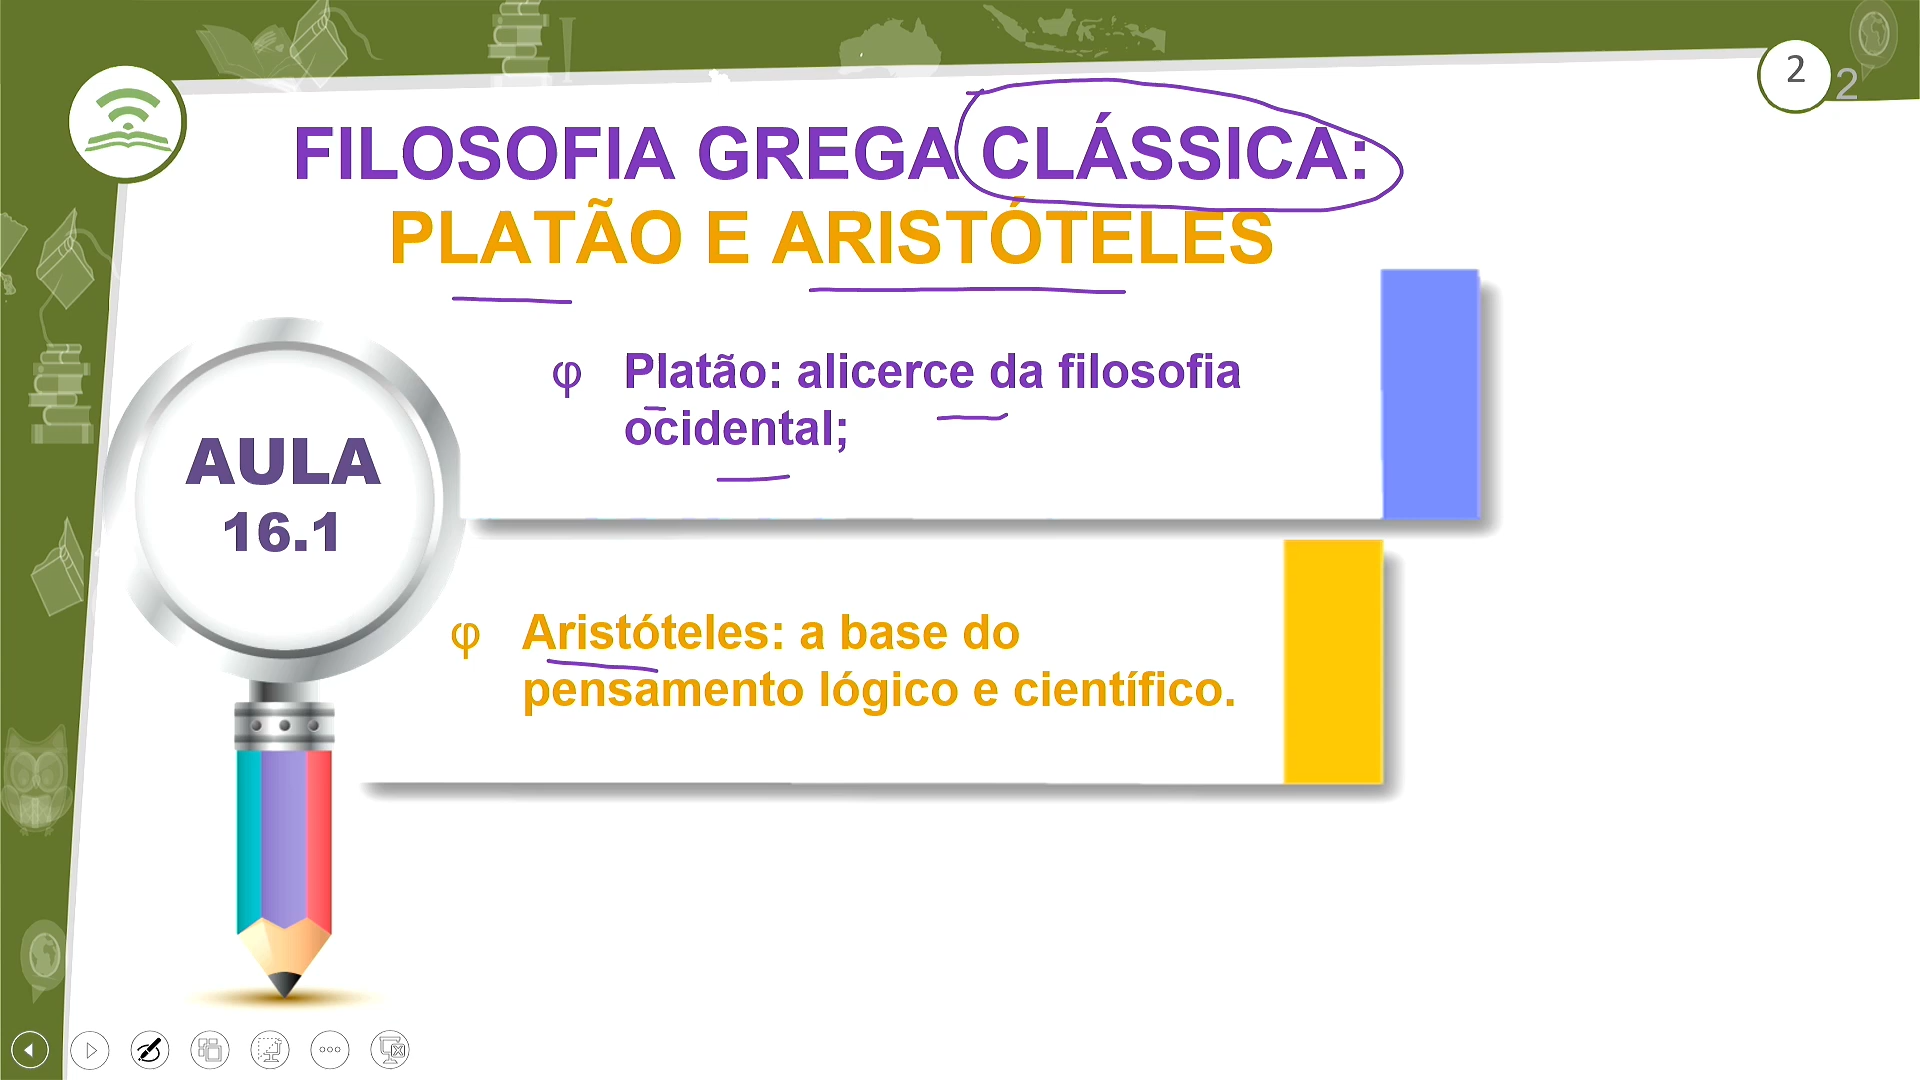 2
2
FILOSOFIA GREGA CLÁSSICA:
PLATÃO E ARISTÓTELES
φ Platão: alicerce da filosofia
ocidental;
AULA
16.1
φ Aristóteles: a base do
pensamento lógico e científico.